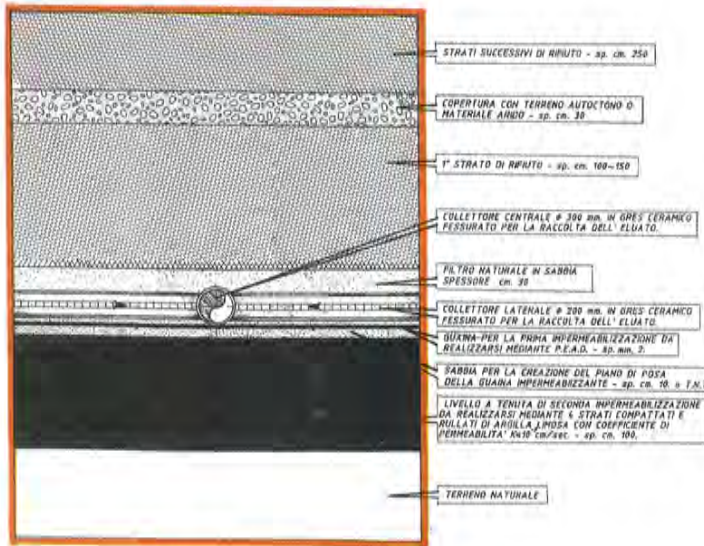 STRATI SUCCESSIVI DI RIFIUTO - sp. cm. 250
COPERTURA CON TERRENO AUTOCTONO O
MATERIALE ARIDO - sp. cm. 30
1° STRATO DI RIFIUTO - sp. cm. 100-150
COLLETTORE CENTRALE ø 300 mm. IN GRES CERAMICO
FESSURATO PER LA RACCOLTA DELL' ELUATO.
FILTRO NATURALE IN SABBIA
SPESSORE cm. 30
COLLETTORE LATERALE ø 200 mm. IN GRES CERAMICO
FESSURATO PER LA RACCOLTA DELL' ELUATO.
GUAINA PER LA PRIMA IMPERMEABILIZZAZIONE DA
REALIZZARSI MEDIANTE P.E.A.D. - sp. mm. 2.
SABBIA PER LA CREAZIONE DEL PIANO DI POSA
DELLA GUAINA IMPERMEABILIZZANTE - sp. cm. 10. o T.N.T
LIVELLO A TENUTA DI SECONDA IMPERMEABILIZZAZIONE
DA REALIZZARSI MEDIANTE STRATI COMPATTATI E
RULLATI DI ARGILLA LIMOSA CON COEFFICIENTE DI
PERMEABILITA' cm/sec. - sp. cm. 100.
TERRENO NATURALE